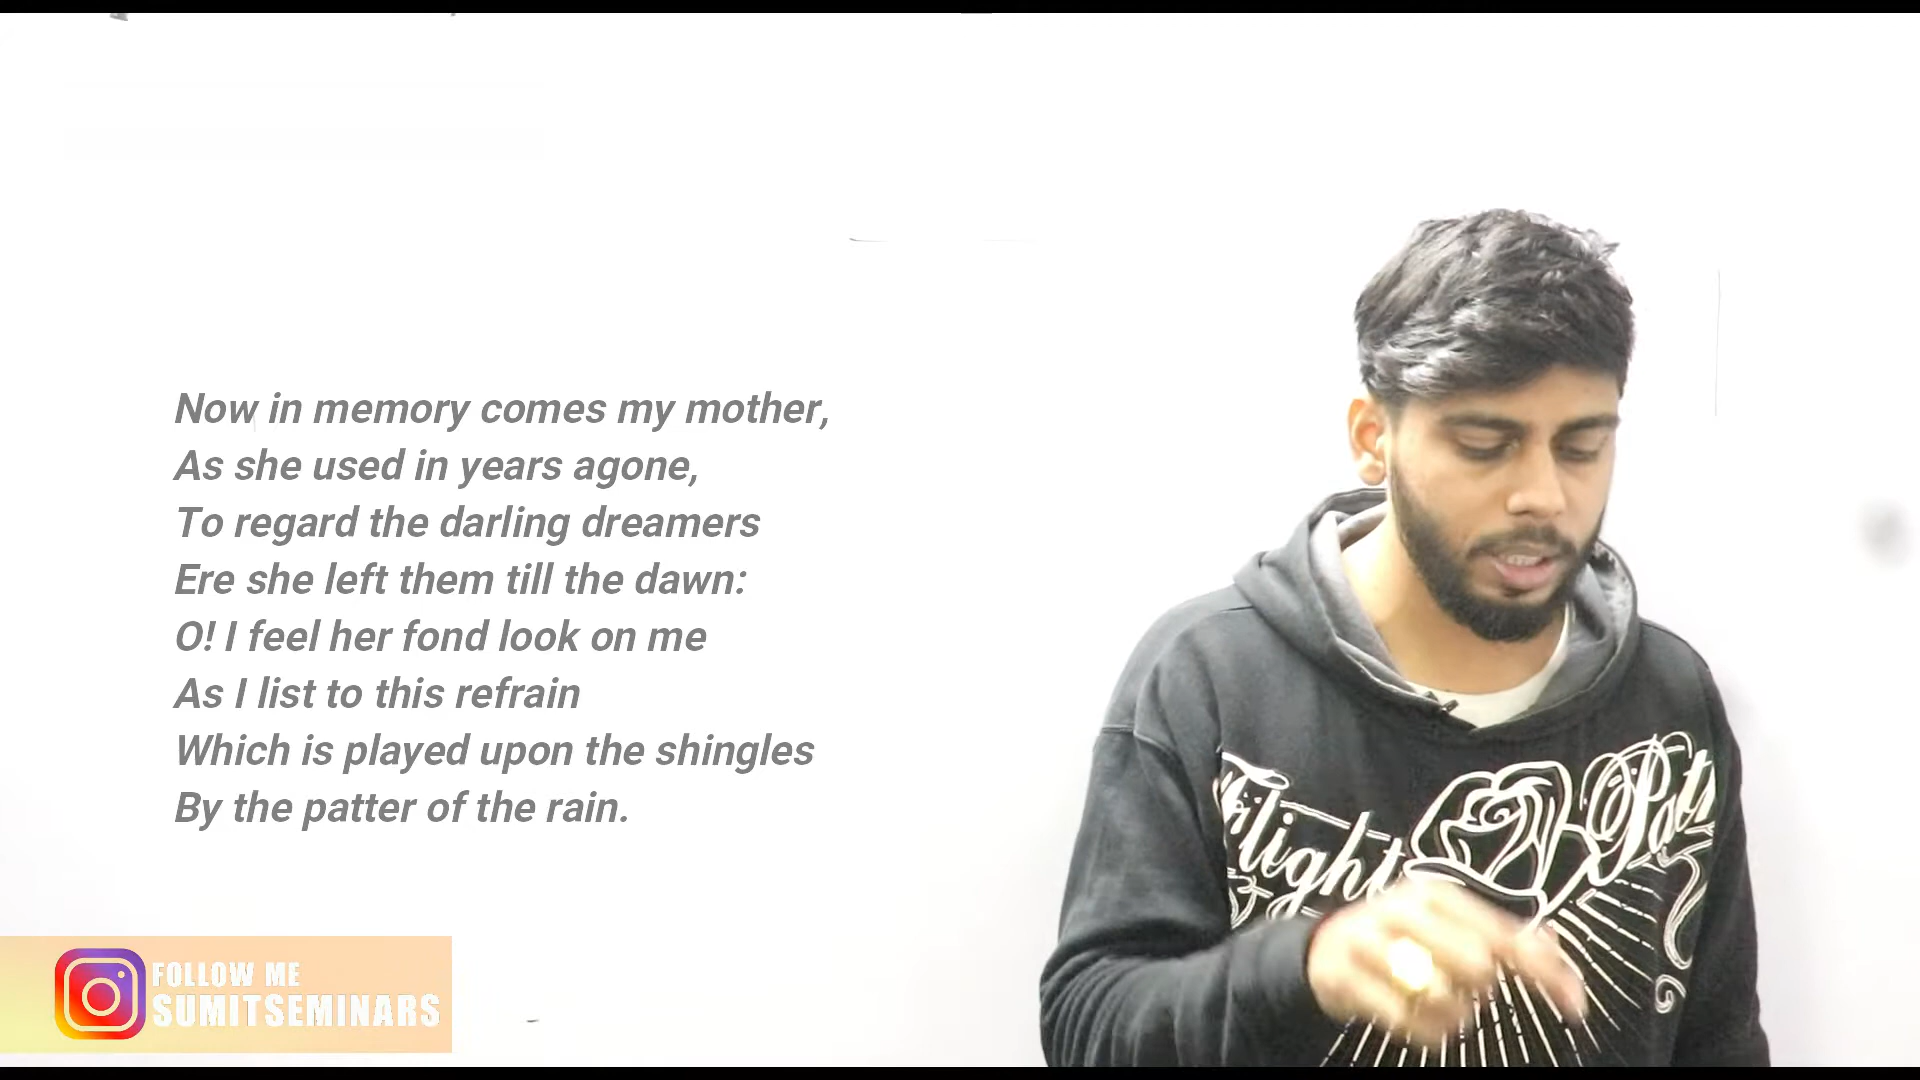 Now in memory comes my mother,
As she used in years agone,
To regard the darling dreamers
Ere she left them till the dawn:
O! I feel her fond look on me
As I list to this refrain
Which is played upon the shingles
By the patter of the rain.
FOLLOW ME
SUMITSEMINARS
Flight